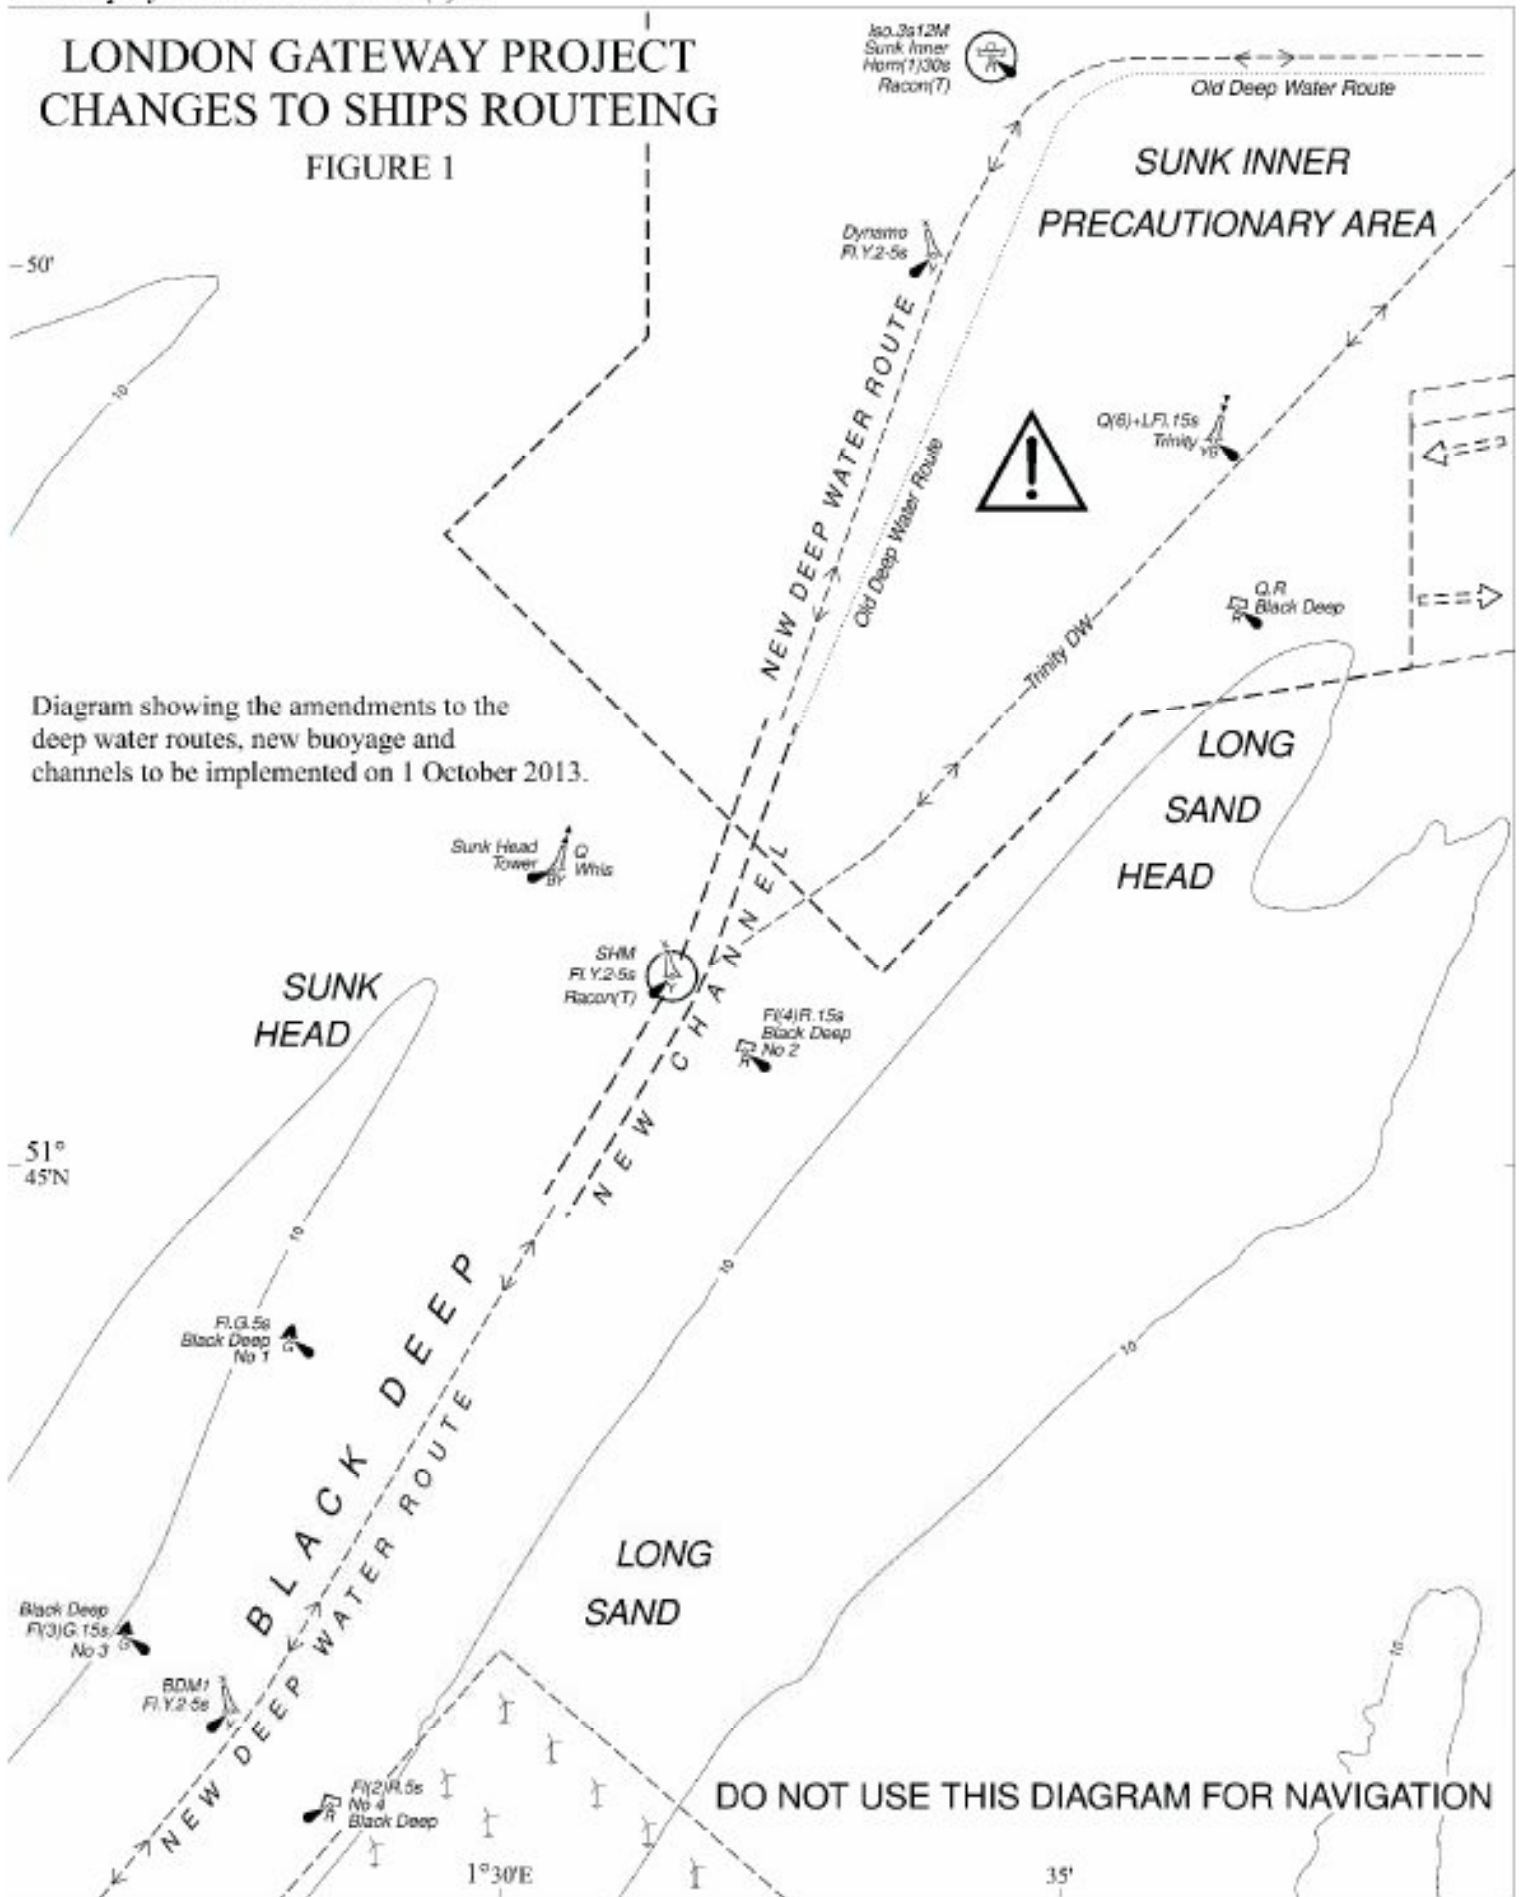 LONDON GATEWAY PROJECT
CHANGES TO SHIPS ROUTEING
FIGURE 1
Iso.3s12M
Sunk Inner
Horn(1)30s
Racon(T)
R
Old Deep Water Route
SUNK INNER
PRECAUTIONARY AREA
Dynamo
Fl.Y.2·5s
Y
50'
10
NEW DEEP WATER ROUTE
Old Deep Water Route
Q(6)+LFl.15s
Trinity
YB
Q.R
Black Deep
R
Trinity DW
Diagram showing the amendments to the
deep water routes, new buoyage and
channels to be implemented on 1 October 2013.
LONG
SAND
HEAD
Sunk Head
Tower
Q
Whis
BY
NEW CHANNEL
SHM
Fl.Y.2·5s
Racon(T)
Y
SUNK
HEAD
Fl(4)R.15s
Black Deep
No 2
R
51°
45'N
10
10
Fl.G.5s
Black Deep
No 1
G
10
BLACK DEEP
NEW DEEP WATER ROUTE
LONG
SAND
Black Deep
Fl(3)G.15s
No 3
G
10
BDM1
Fl.Y.2·5s
Y
Fl(2)R.5s
No 4
Black Deep
R
DO NOT USE THIS DIAGRAM FOR NAVIGATION
1°30'E
35'